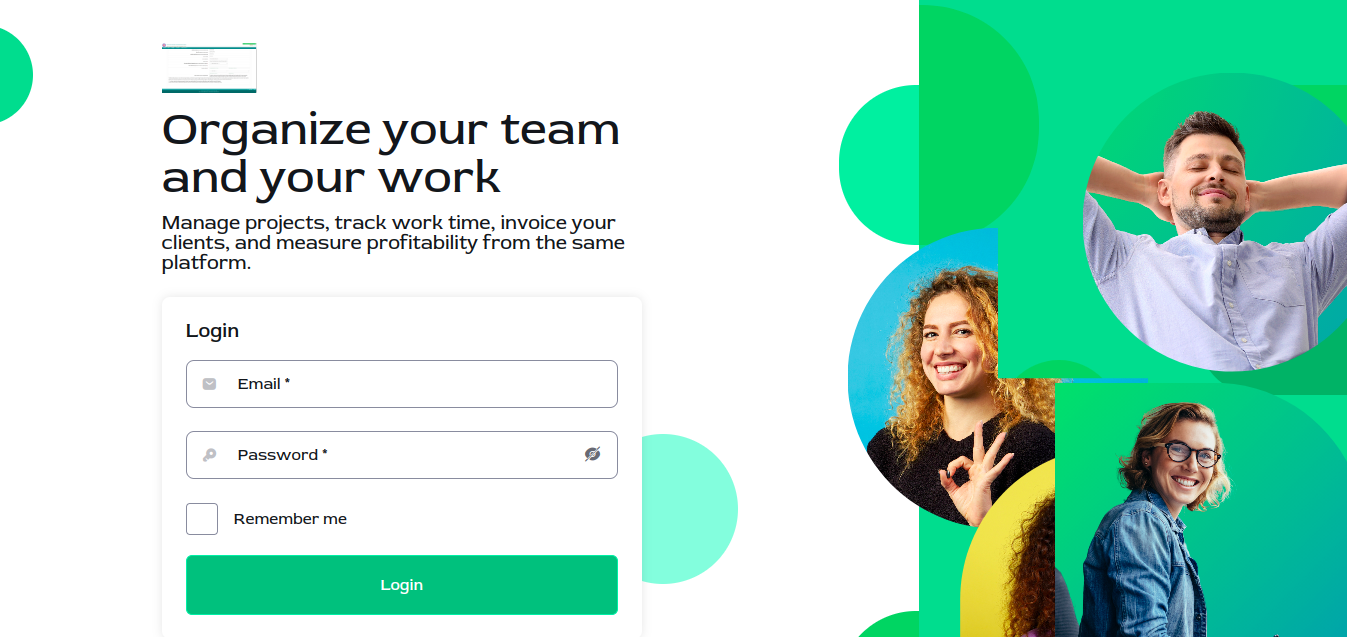 Organize your team
and your work
Manage projects, track work time, invoice your
clients, and measure profitability from the same
platform.
Login
Email *
Password *
Remember me
Login